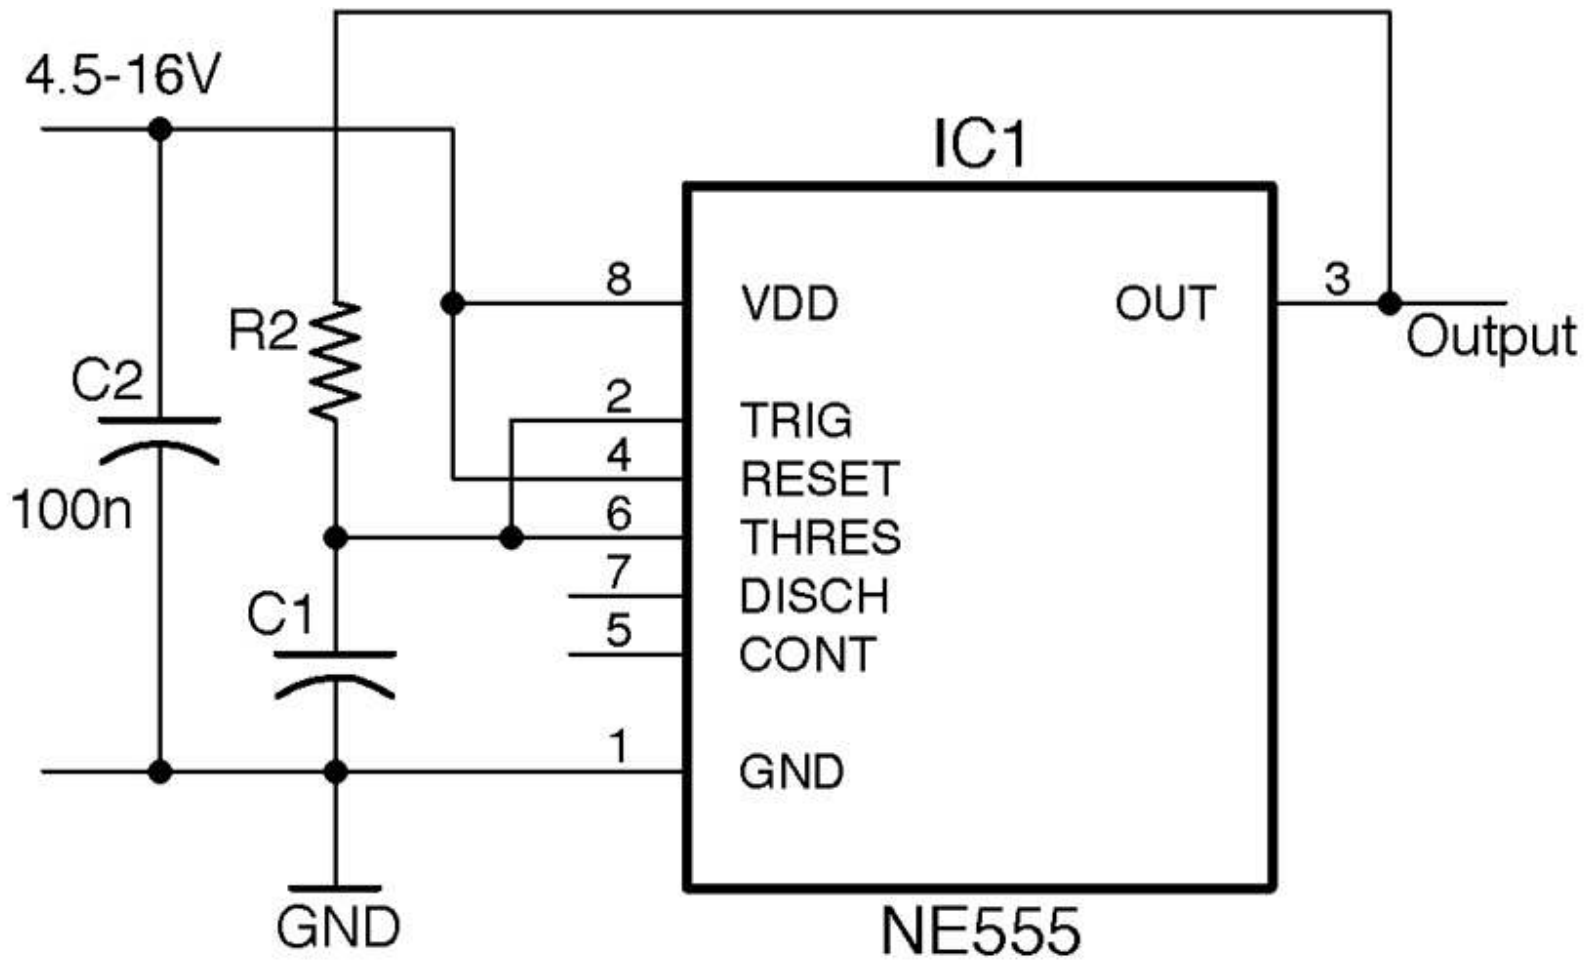 4.5-16V
IC1
8
VDD
OUT
3
R2
Output
C2
2
TRIG
4
RESET
100n
6
THRES
7
DISCH
C1
5
CONT
1
GND
GND
NE555